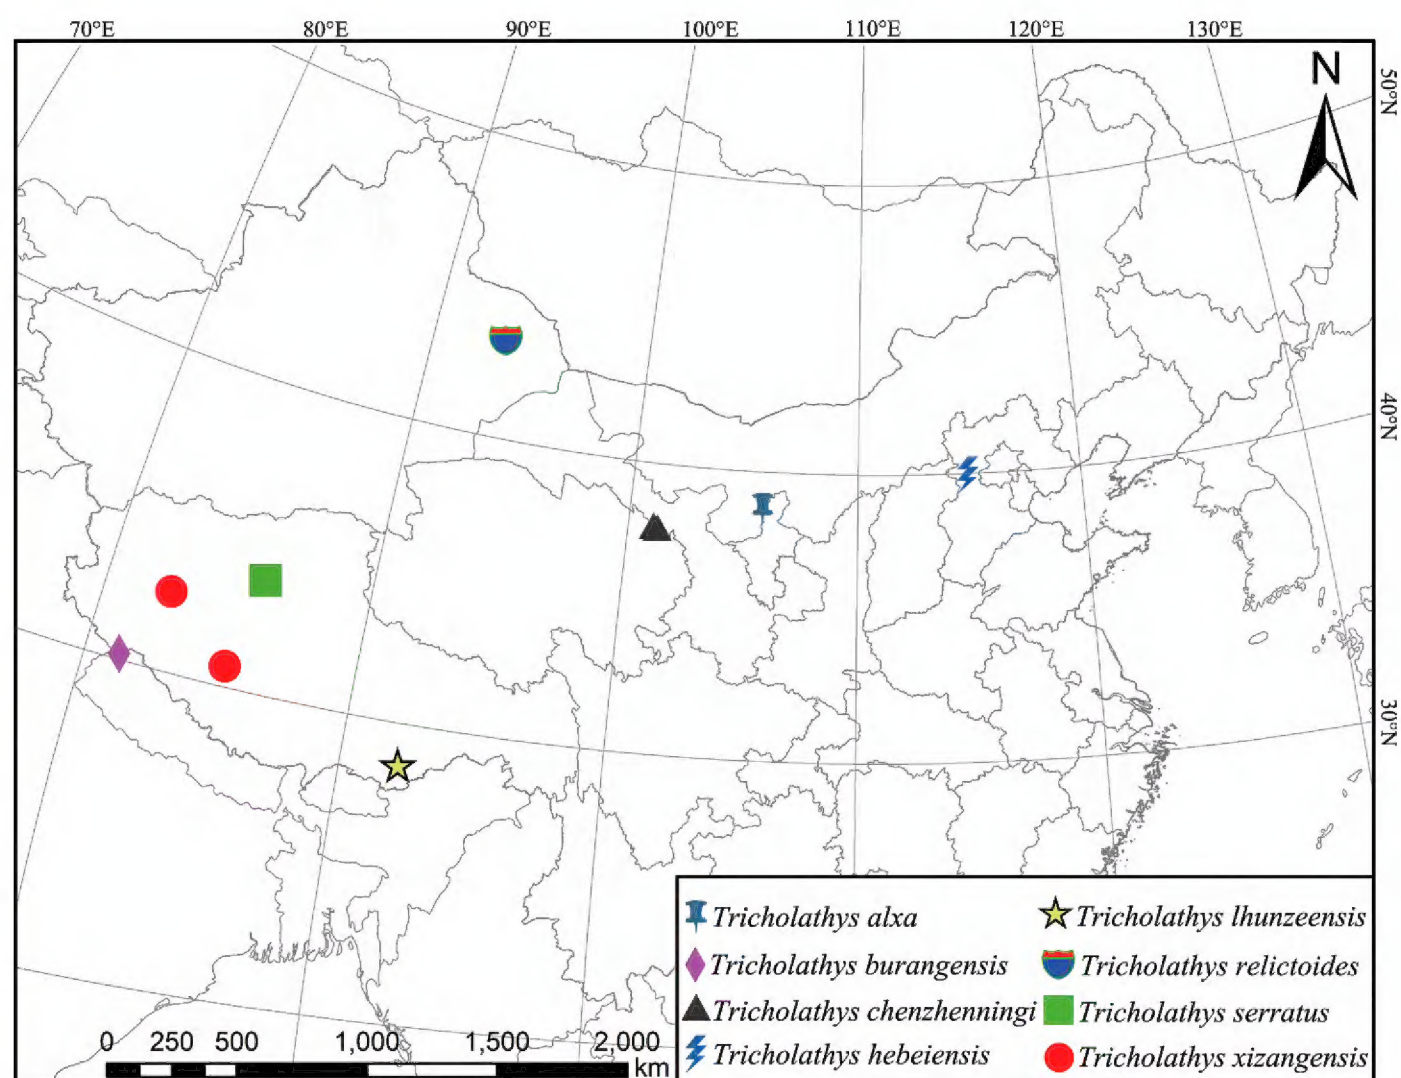 70°E 80°E 90°E 100°E 110°E 120°E 130°E
N
50°N
40°N
30°N
Tricholathys alxa
Tricholathys lhunzeensis
Tricholathys burangensis
Tricholathys relictoides
Tricholathys chenzhenningi
Tricholathys serratus
Tricholathys hebeiensis
Tricholathys xizangensis
0 250 500 1,000 1,500 2,000
km